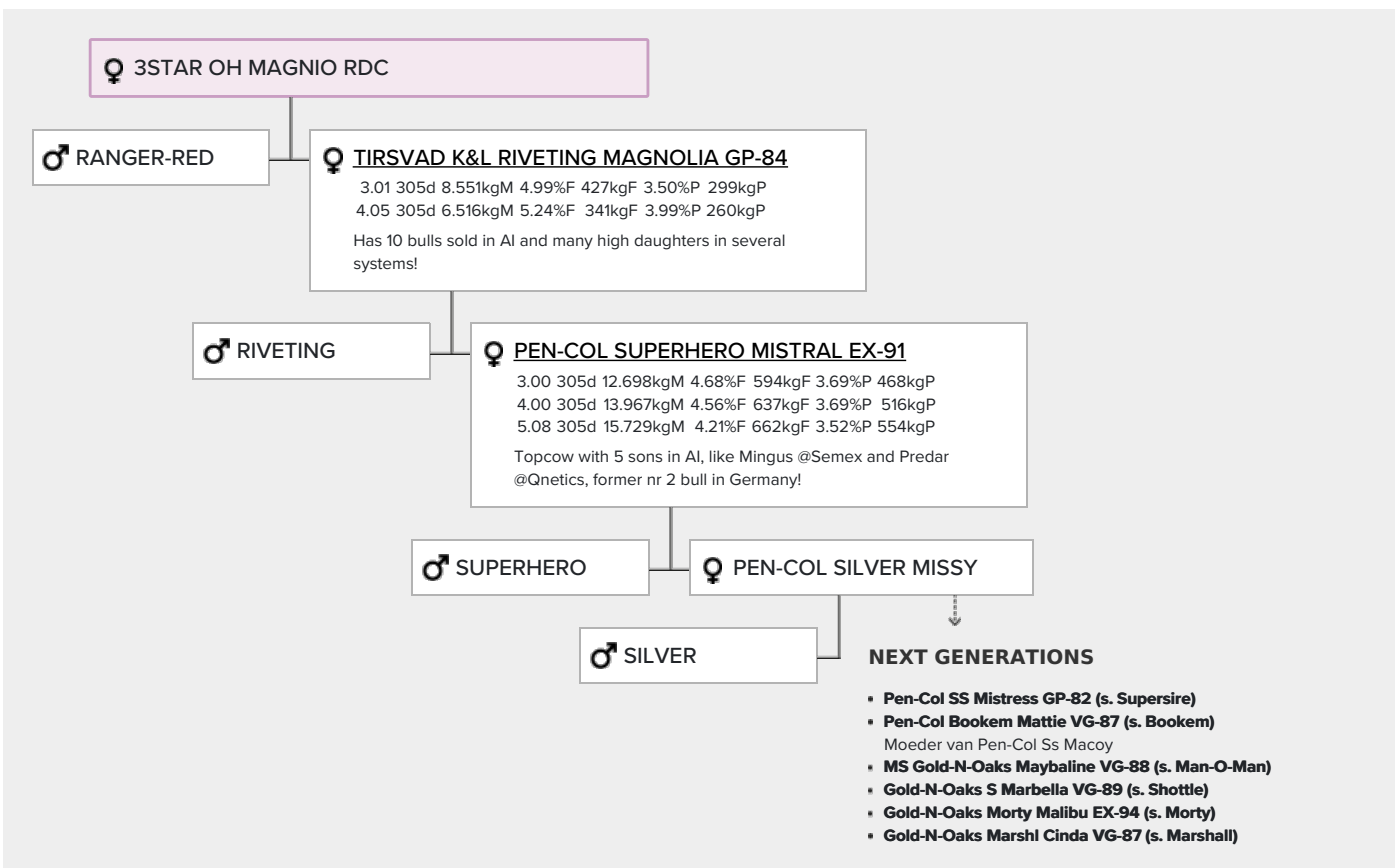 3STAR OH MAGNIO RDC
RANGER-RED
TIRSVAD K&L RIVETING MAGNOLIA GP-84
3.01 305d 8.551kgM 4.99%F 427kgF 3.50%P 299kgP
4.05 305d 6.516kgM 5.24%F 341kgF 3.99%P 260kgP
Has 10 bulls sold in AI and many high daughters in several
systems!
RIVETING
PEN-COL SUPERHERO MISTRAL EX-91
3.00 305d 12.698kgM 4.68%F 594kgF 3.69%P 468kgP
4.00 305d 13.967kgM 4.56%F 637kgF 3.69%P 516kgP
5.08 305d 15.729kgM 4.21%F 662kgF 3.52%P 554kgP
Topcow with 5 sons in AI, like Mingus @Semex and Predar
@Qnetics, former nr 2 bull in Germany!
SUPERHERO
PEN-COL SILVER MISSY
SILVER
NEXT GENERATIONS
Pen-Col SS Mistress GP-82 (s. Supersire)
Pen-Col Bookem Mattie VG-87 (s. Bookem)
Moeder van Pen-Col Ss Macoy
MS Gold-N-Oaks Maybaline VG-88 (s. Man-O-Man)
Gold-N-Oaks S Marbella VG-89 (s. Shottle)
Gold-N-Oaks Morty Malibu EX-94 (s. Morty)
Gold-N-Oaks Marshl Cinda VG-87 (s. Marshall)